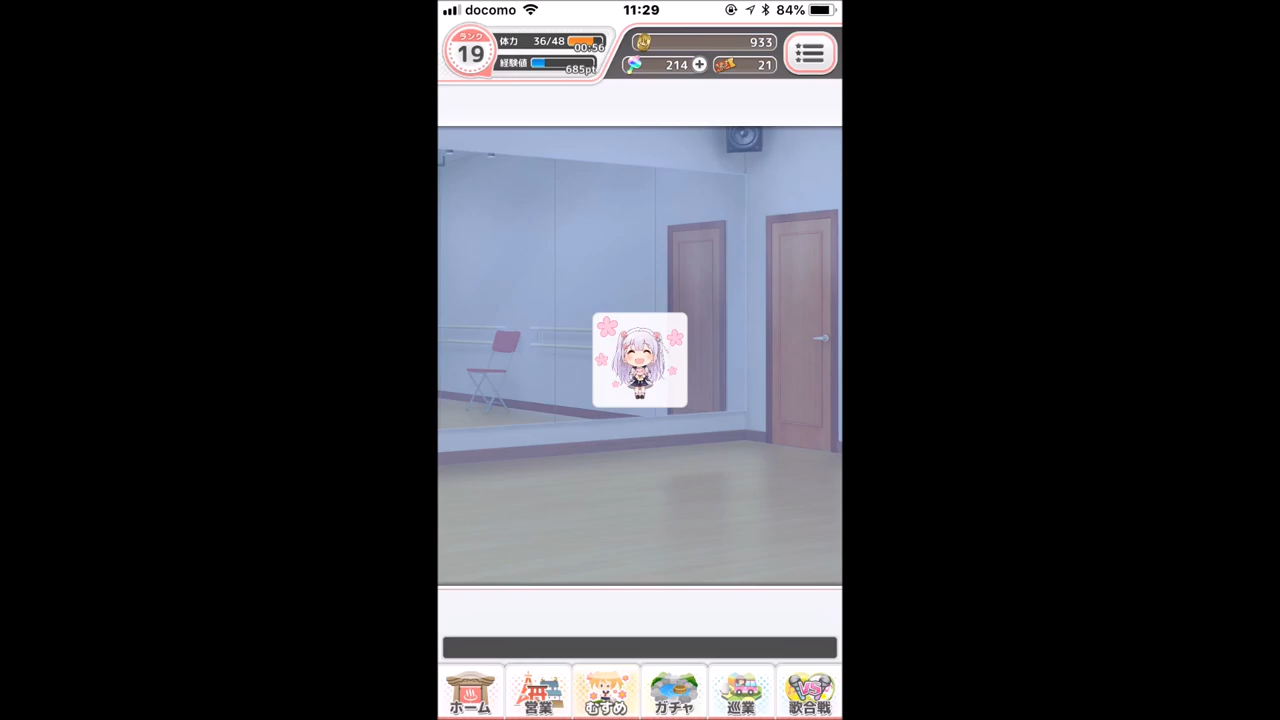 docomo 11:29 84%
ランク
19
体力 36/48
00:56
経験値
685pt
933
214
21
ホーム 営業 むすめ ガチャ 巡業 VS 歌合戦